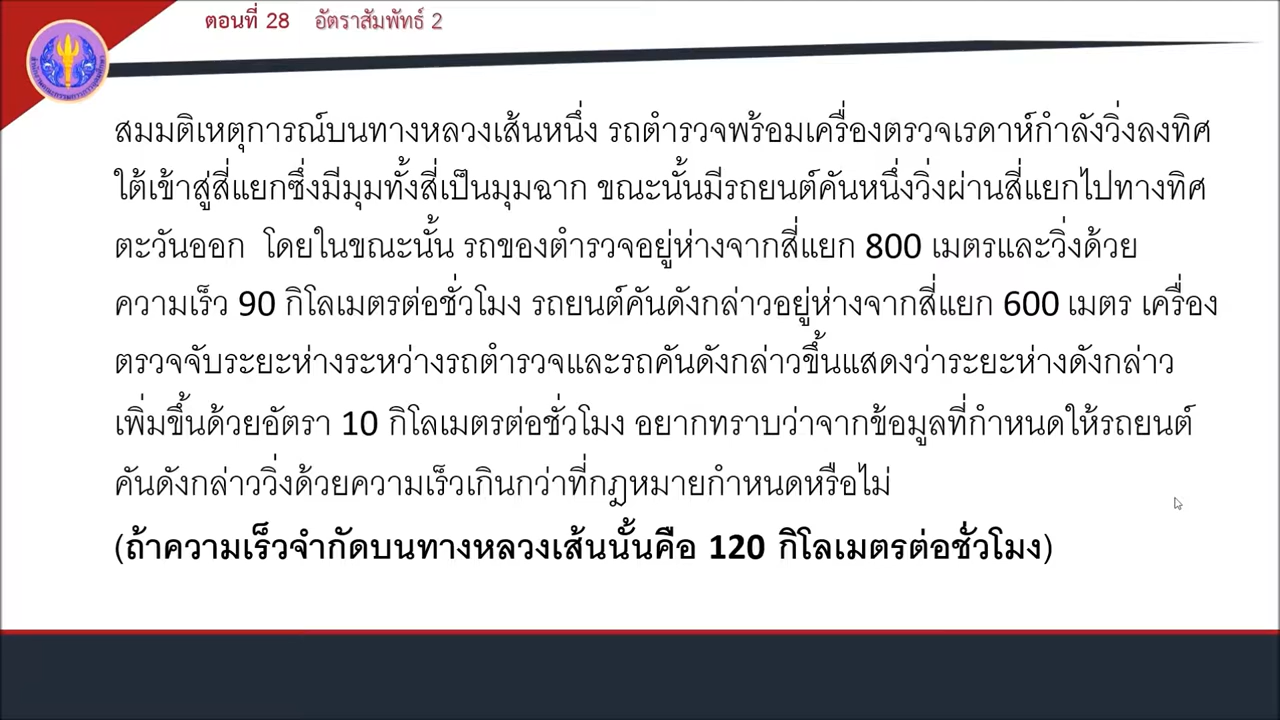 ตอนที่ 28 อัตราสัมพันธ์ 2
สมมติเหตุการณ์บนทางหลวงเส้นหนึ่ง รถตำรวจพร้อมเครื่องตรวจเรดาห์กำลังวิ่งลงทิศ
ใต้เข้าสู่สี่แยกซึ่งมีมุมทั้งสี่เป็นมุมฉาก ขณะนั้นมีรถยนต์คันหนึ่งวิ่งผ่านสี่แยกไปทางทิศ
ตะวันออก โดยในขณะนั้น รถของตำรวจอยู่ห่างจากสี่แยก 800 เมตรและวิ่งด้วย
ความเร็ว 90 กิโลเมตรต่อชั่วโมง รถยนต์คันดังกล่าวอยู่ห่างจากสี่แยก 600 เมตร เครื่อง
ตรวจจับระยะห่างระหว่างรถตำรวจและรถคันดังกล่าวขึ้นแสดงว่าระยะห่างดังกล่าว
เพิ่มขึ้นด้วยอัตรา 10 กิโลเมตรต่อชั่วโมง อยากทราบว่าจากข้อมูลที่กำหนดให้รถยนต์
คันดังกล่าววิ่งด้วยความเร็วเกินกว่าที่กฎหมายกำหนดหรือไม่
(ถ้าความเร็วจำกัดบนทางหลวงเส้นนั้นคือ 120 กิโลเมตรต่อชั่วโมง)